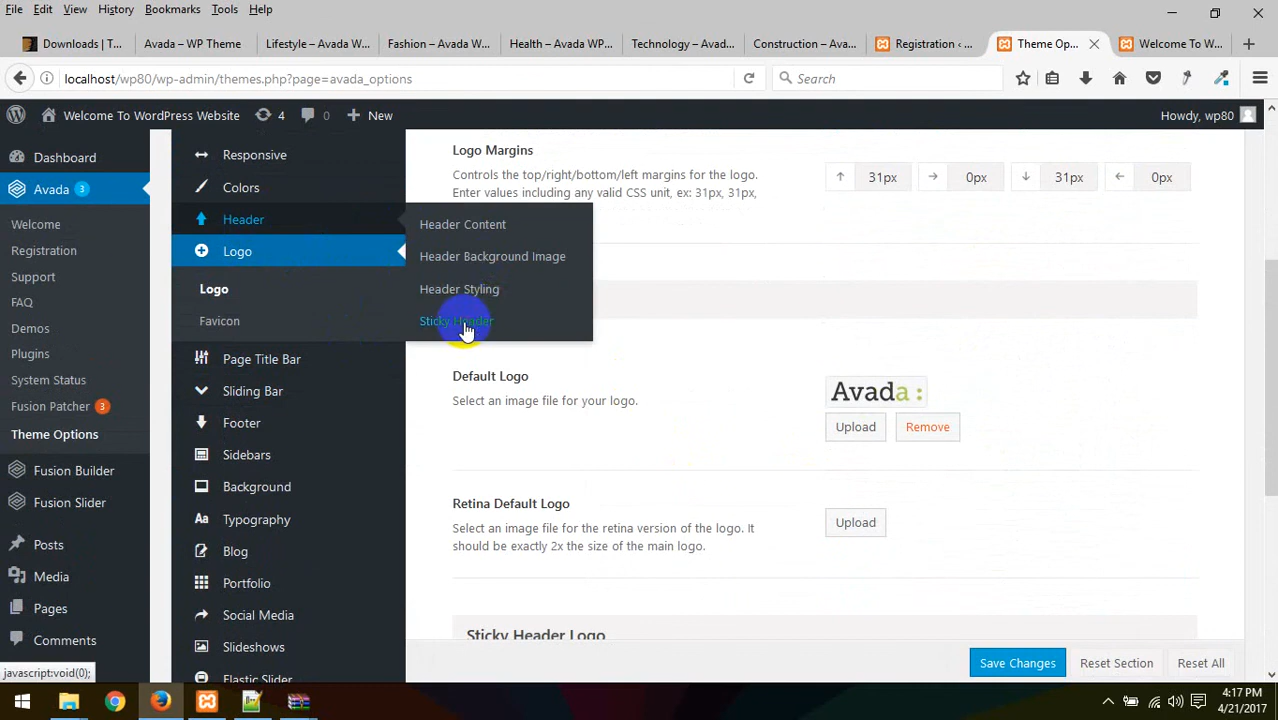 File Edit View History Bookmarks Tools Help
Downloads | T... Avada – WP Theme Lifestyle – Avada W... Fashion – Avada W... Health – Avada WP... Technology – Avad... Construction – Ava... Registration ‹ ... Theme Op... Welcome To W...
localhost/wp80/wp-admin/themes.php?page=avada_options Search
Welcome To WordPress Website 4 0 New Howdy, wp80
Dashboard
Avada 3
Welcome
Registration
Support
FAQ
Demos
Plugins
System Status
Fusion Patcher 3
Theme Options
Fusion Builder
Fusion Slider
Posts
Media
Pages
Comments
javascript:void(0);
Responsive
Colors
Header
Logo
Logo
Favicon
Page Title Bar
Sliding Bar
Footer
Sidebars
Background
Aa Typography
Blog
Portfolio
Social Media
Slideshows
Elastic Slider
Header Content
Header Background Image
Header Styling
Sticky Header
Logo Margins
Controls the top/right/bottom/left margins for the logo.
Enter values including any valid CSS unit, ex: 31px, 31px,
31px 0px 31px 0px
Default Logo
Select an image file for your logo.
Avada :
Upload Remove
Retina Default Logo
Select an image file for the retina version of the logo. It
should be exactly 2x the size of the main logo.
Upload
Sticky Header Logo
Save Changes Reset Section Reset All
4:17 PM
4/21/2017